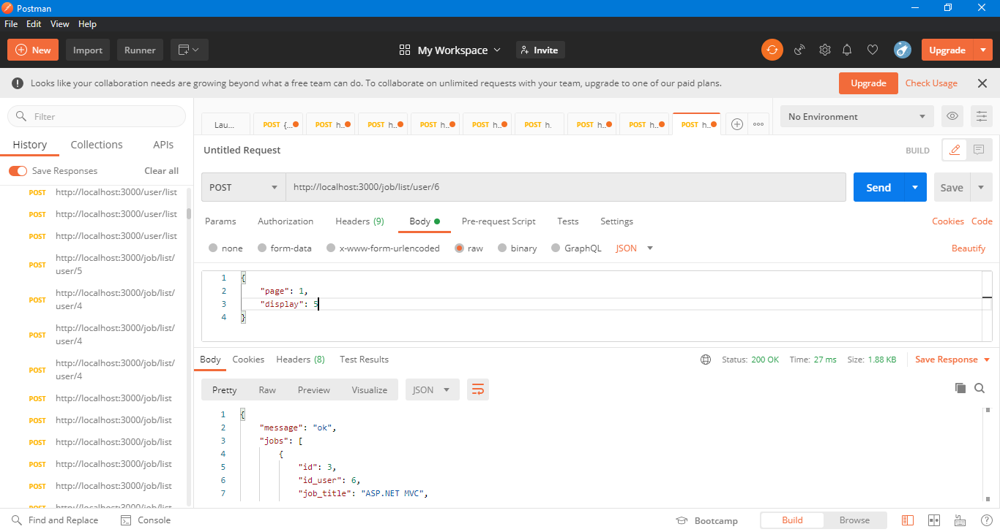 Postman
File Edit View Help
New Import Runner My Workspace Invite Upgrade
Looks like your collaboration needs are growing beyond what a free team can do. To collaborate on unlimited requests with your team, upgrade to one of our paid plans. Upgrade Check Usage
Filter
History Collections APIs
Save Responses Clear all
POST http://localhost:3000/user/list
POST http://localhost:3000/user/list
POST http://localhost:3000/user/list
POST http://localhost:3000/job/list/
user/5
POST http://localhost:3000/job/list/
user/4
POST http://localhost:3000/job/list/
user/4
POST http://localhost:3000/job/list/
user/4
POST http://localhost:3000/job/list
POST http://localhost:3000/job/list
POST http://localhost:3000/job/list
POST http://localhost:3000/job/list
POST http://localhost:3000/job/list
POST http://localhost:3000/job/list
Lau... POST {... POST h.. POST h.. POST h.. POST h.. POST h. POST h.. POST h.. POST h..
No Environment
Untitled Request BUILD
POST http://localhost:3000/job/list/user/6 Send Save
Params Authorization Headers (9) Body Pre-request Script Tests Settings Cookies Code
none form-data x-www-form-urlencoded raw binary GraphQL JSON Beautify
1 {
2 "page": 1,
3 "display": 5
4 }
Body Cookies Headers (8) Test Results Status: 200 OK Time: 27 ms Size: 1.88 KB Save Response
Pretty Raw Preview Visualize JSON
1 {
2 "message": "ok",
3 "jobs": [
4 {
5 "id": 3,
6 "id_user": 6,
7 "job_title": "ASP.NET MVC",
Find and Replace Console Bootcamp Build Browse